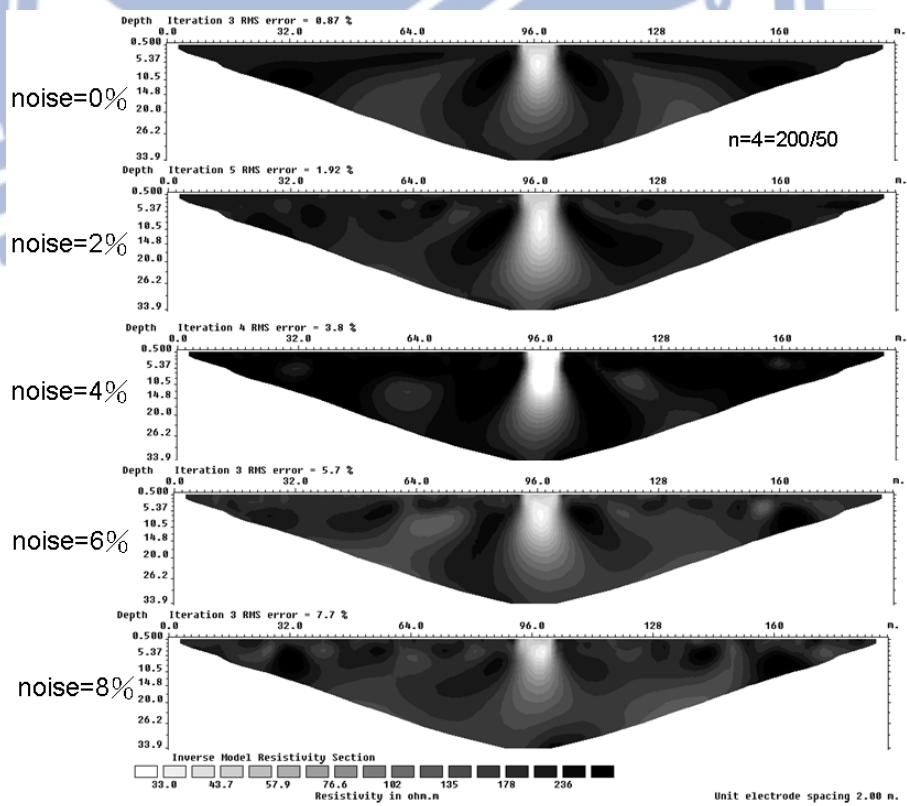 Depth Iteration 3 RMS error = 0.87 %
0.0 32.0 64.0 96.0 128 160 m.
0.500
5.37
10.5
14.8
20.0
26.2
33.9
noise=0%
n=4=200/50
Depth Iteration 5 RMS error = 1.92 %
0.0 32.0 64.0 96.0 128 160 m.
0.500
5.37
10.5
14.8
20.0
26.2
33.9
noise=2%
Depth Iteration 4 RMS error = 3.8 %
0.0 32.0 64.0 96.0 128 160 m.
0.500
5.37
10.5
14.8
20.0
26.2
33.9
noise=4%
Depth Iteration 3 RMS error = 5.7 %
0.0 32.0 64.0 96.0 128 160 m.
0.500
5.37
10.5
14.8
20.0
26.2
33.9
noise=6%
Depth Iteration 3 RMS error = 7.7 %
0.0 32.0 64.0 96.0 128 160 m.
0.500
5.37
10.5
14.8
20.0
26.2
33.9
noise=8%
Inverse Model Resistivity Section
33.0 43.7 57.9 76.6 102 135 178 236
Resistivity in ohm.m
Unit electrode spacing 2.00 m.